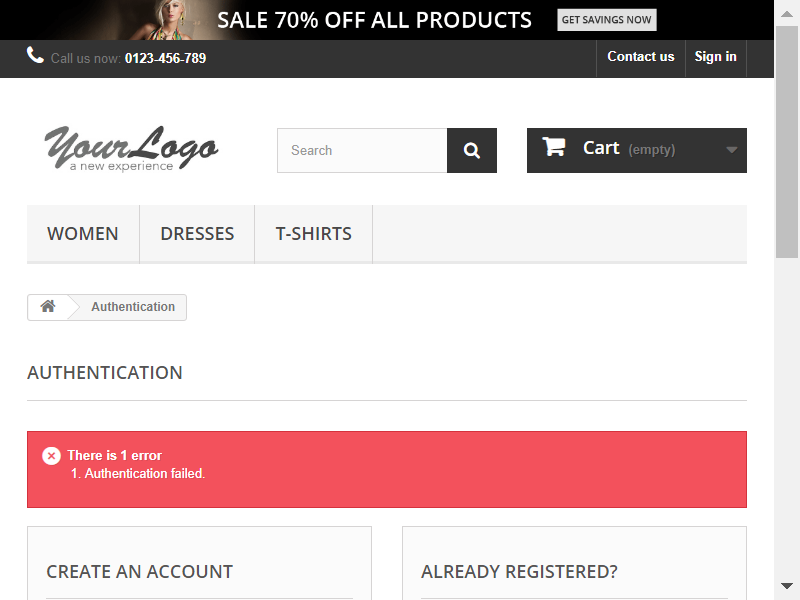 SALE 70% OFF ALL PRODUCTS
GET SAVINGS NOW
Call us now: 0123-456-789
Contact us
Sign in
YourLogo
a new experience
Search
Cart (empty)
WOMEN
DRESSES
T-SHIRTS
Authentication
AUTHENTICATION
There is 1 error
1. Authentication failed.
CREATE AN ACCOUNT
ALREADY REGISTERED?